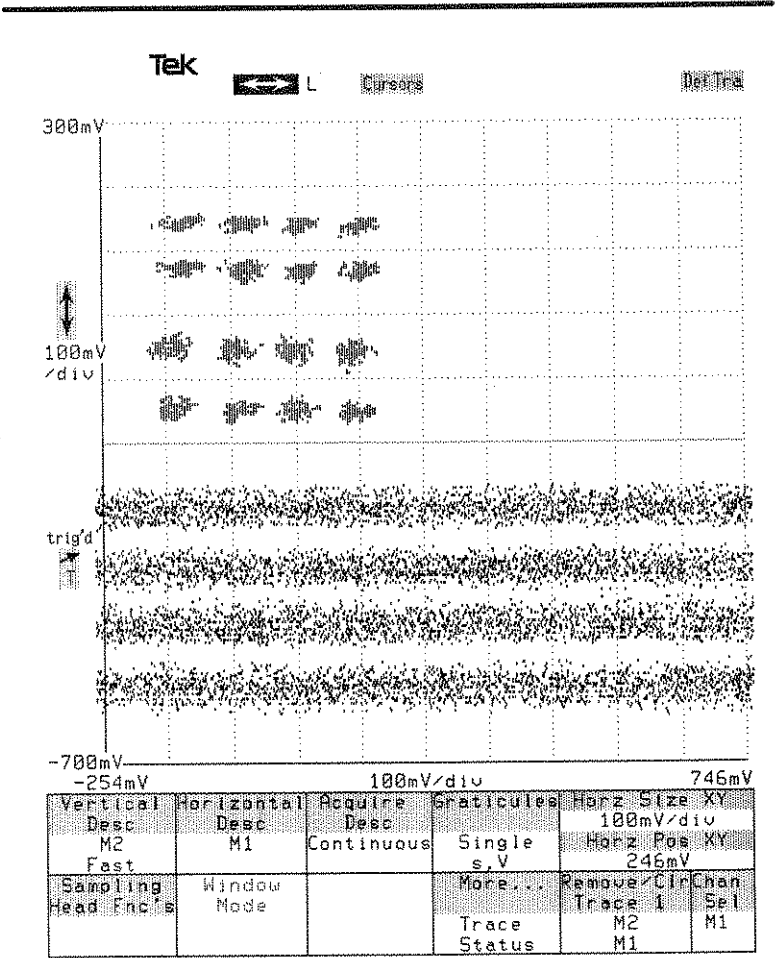 Tek
L Cursors Def Tra
300mV
100mV
/div
trig'd
T
-700mV
-254mV 100mV/div 746mV
Vertical Horizontal Acquire Graticules Horz Size XY
Desc Desc Desc 100mV/div
M2 M1 Continuous Single Horz Pos XY
Fast s,V 246mV
Sampling Window More... Remove/Clr Chan
Head Fnc's Mode Trace 1 Sel
Trace M2 M1
Status M1